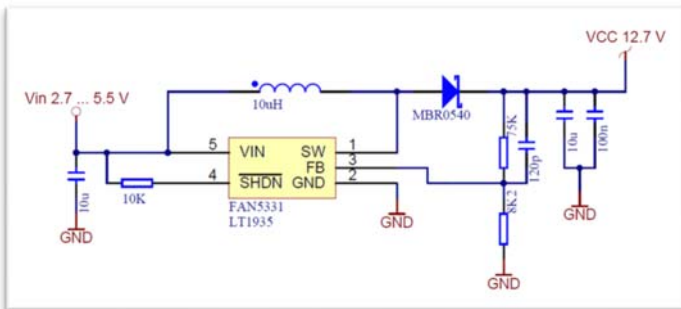 VCC 12.7 V
Vin 2.7 ... 5.5 V
10uH
MBR0540
75K
120p
10u
100n
5
VIN
SW
1
FB
3
4
SHDN
GND
2
10u
10K
FAN5331
LT1935
8K2
GND
GND
GND
GND